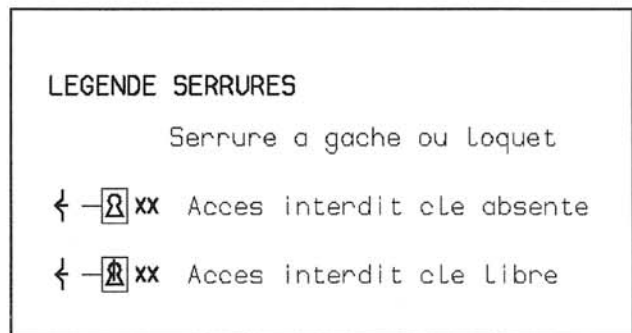 LEGENDE SERRURES
Serrure a gache ou loquet
xx Acces interdit cle absente
xx Acces interdit cle libre